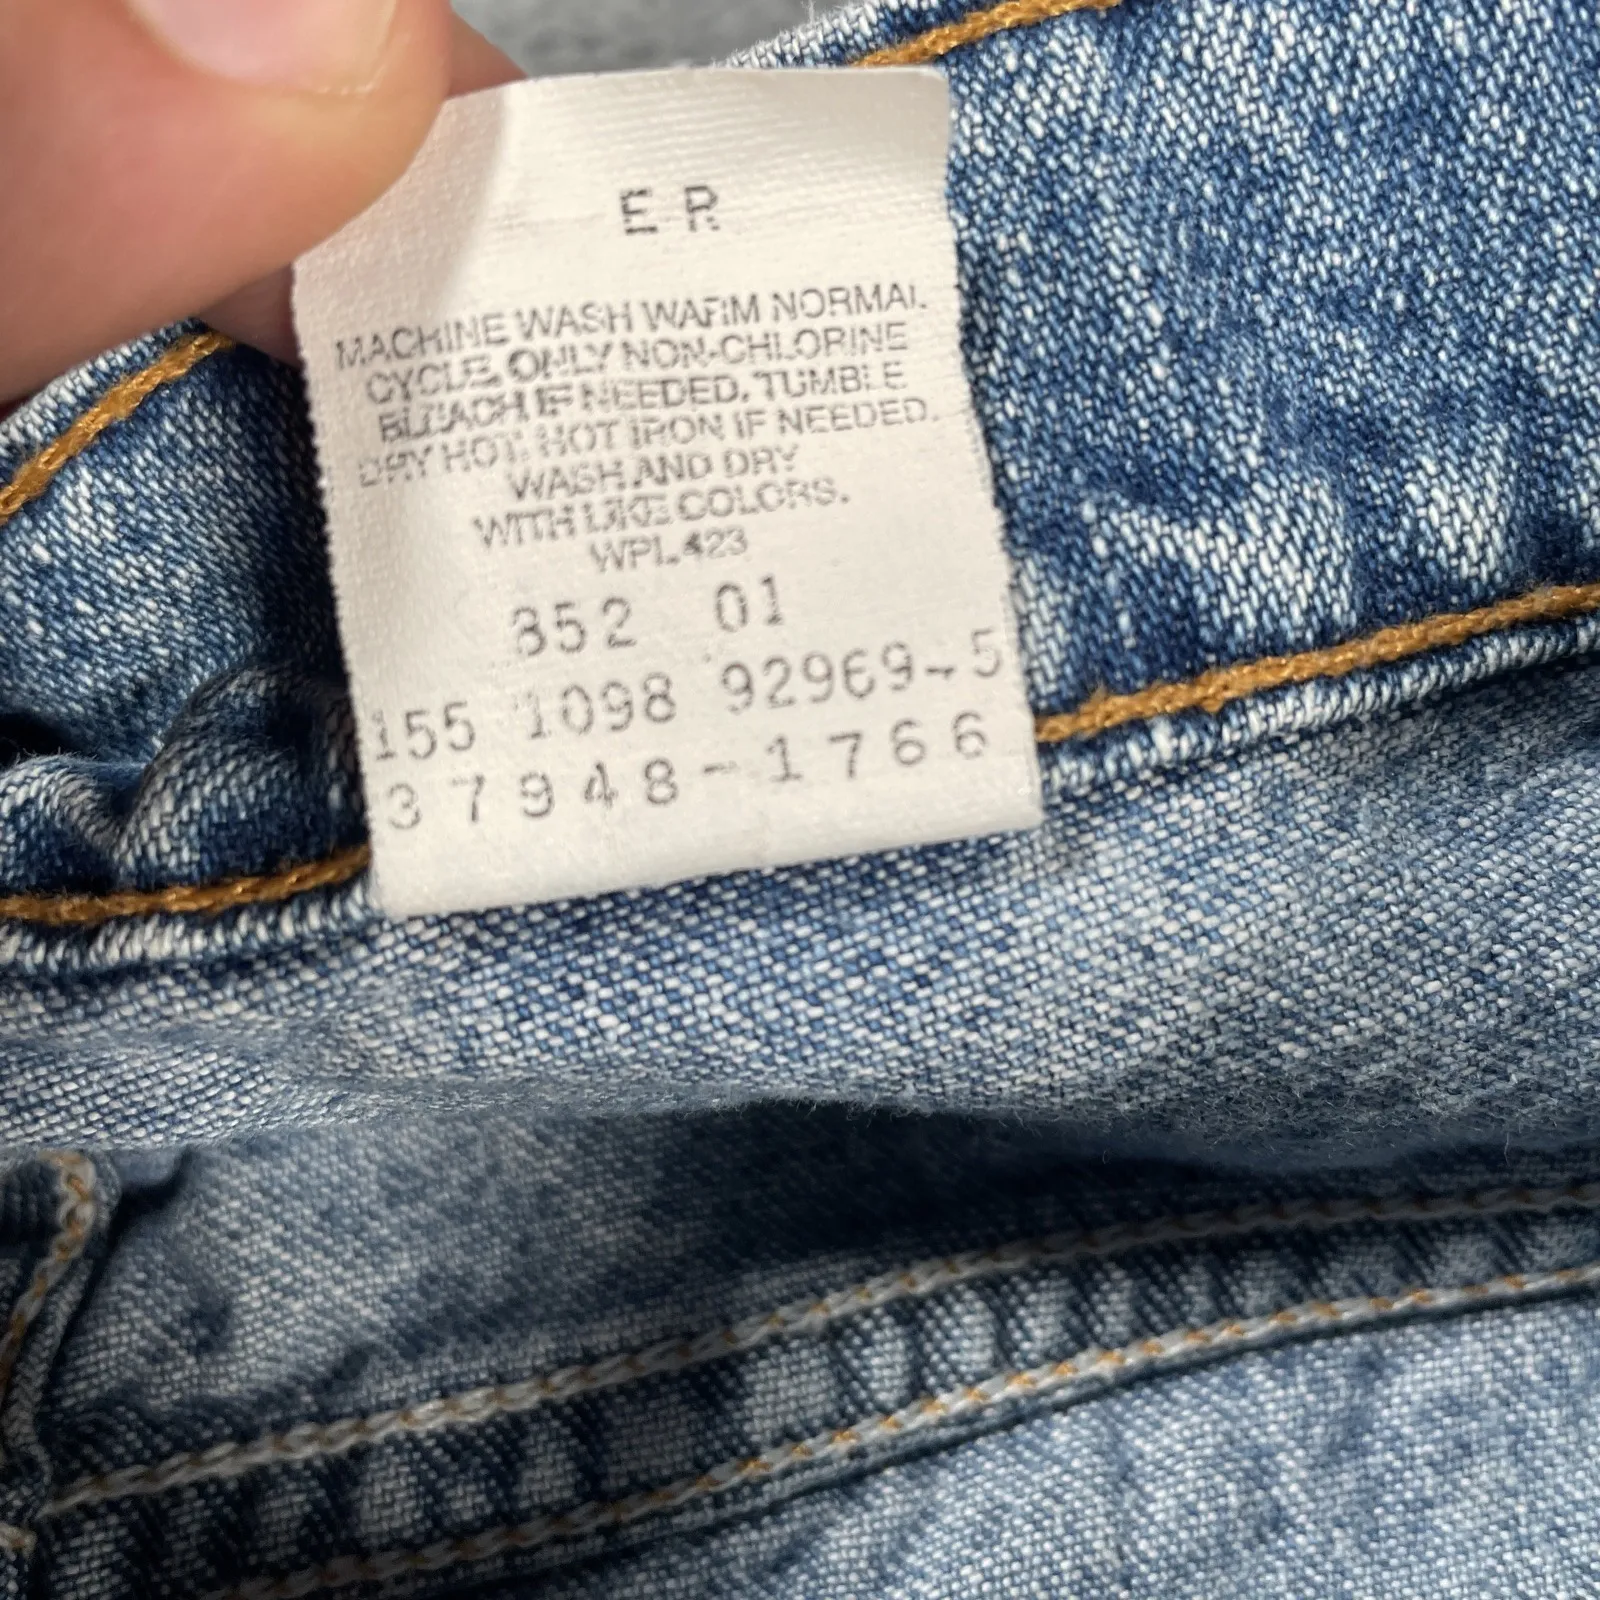 E R
MACHINE WASH WARM NORMAL
CYCLE. ONLY NON-CHLORINE
BLEACH IF NEEDED. TUMBLE
DRY HOT. HOT IRON IF NEEDED.
WASH AND DRY
WITH LIKE COLORS.
WPL 423
852 01
155 1098 92969-5
37948-1766